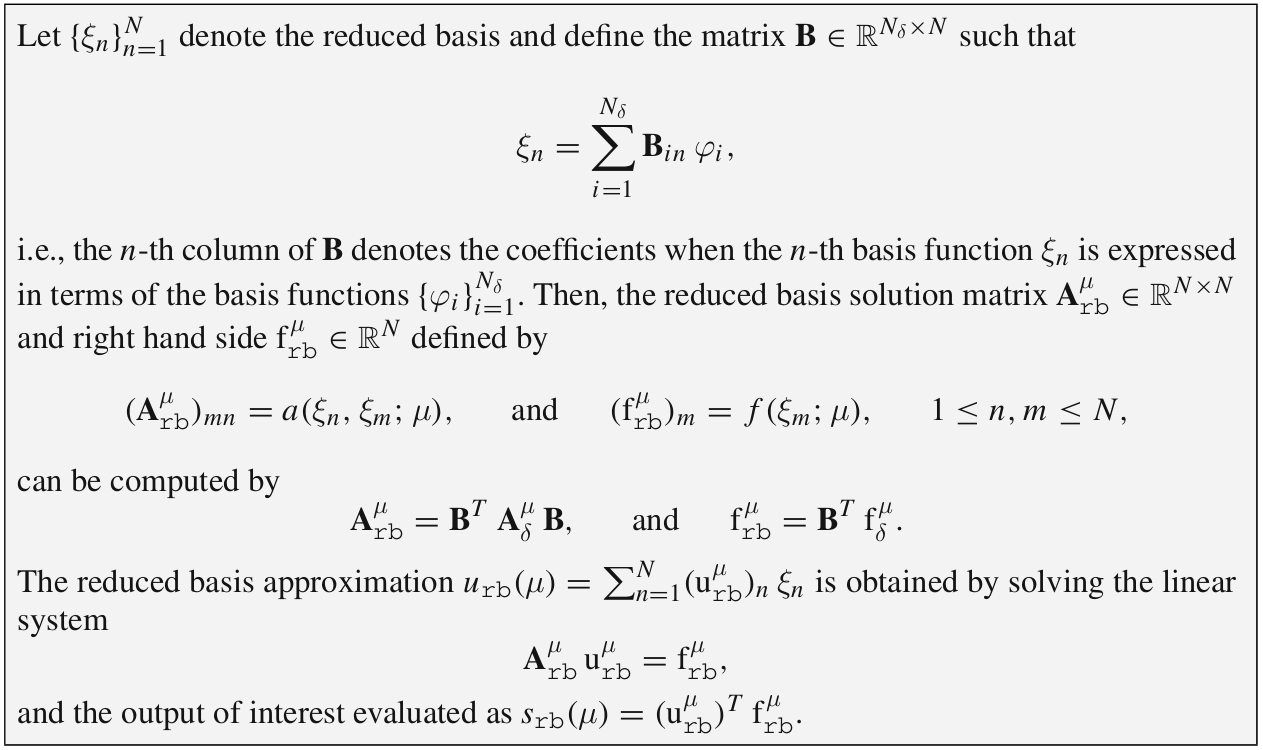 Let $\{\xi_n\}_{n=1}^{N}$ denote the reduced basis and define the matrix $\mathbf{B} \in \mathbb{R}^{N_\delta \times N}$ such that
$\xi_n = \sum_{i=1}^{N_\delta} \mathbf{B}_{in} \, \varphi_i,$
i.e., the $n$-th column of $\mathbf{B}$ denotes the coefficients when the $n$-th basis function $\xi_n$ is expressed
in terms of the basis functions $\{\varphi_i\}_{i=1}^{N_\delta}$. Then, the reduced basis solution matrix $\mathbf{A}_{\mathtt{rb}}^{\mu} \in \mathbb{R}^{N \times N}$
and right hand side $\mathrm{f}_{\mathtt{rb}}^{\mu} \in \mathbb{R}^{N}$ defined by
$(\mathbf{A}_{\mathtt{rb}}^{\mu})_{mn} = a(\xi_n, \xi_m; \mu),$ and $(\mathrm{f}_{\mathtt{rb}}^{\mu})_m = f(\xi_m; \mu),$ $1 \leq n, m \leq N,$
can be computed by
$\mathbf{A}_{\mathtt{rb}}^{\mu} = \mathbf{B}^T \mathbf{A}_{\delta}^{\mu} \mathbf{B},$ and $\mathrm{f}_{\mathtt{rb}}^{\mu} = \mathbf{B}^T \mathrm{f}_{\delta}^{\mu}.$
The reduced basis approximation $u_{\mathtt{rb}}(\mu) = \sum_{n=1}^{N} (\mathrm{u}_{\mathtt{rb}}^{\mu})_n \, \xi_n$ is obtained by solving the linear
system
$\mathbf{A}_{\mathtt{rb}}^{\mu} \, \mathrm{u}_{\mathtt{rb}}^{\mu} = \mathrm{f}_{\mathtt{rb}}^{\mu},$
and the output of interest evaluated as $s_{\mathtt{rb}}(\mu) = (\mathrm{u}_{\mathtt{rb}}^{\mu})^T \, \mathrm{f}_{\mathtt{rb}}^{\mu}.$